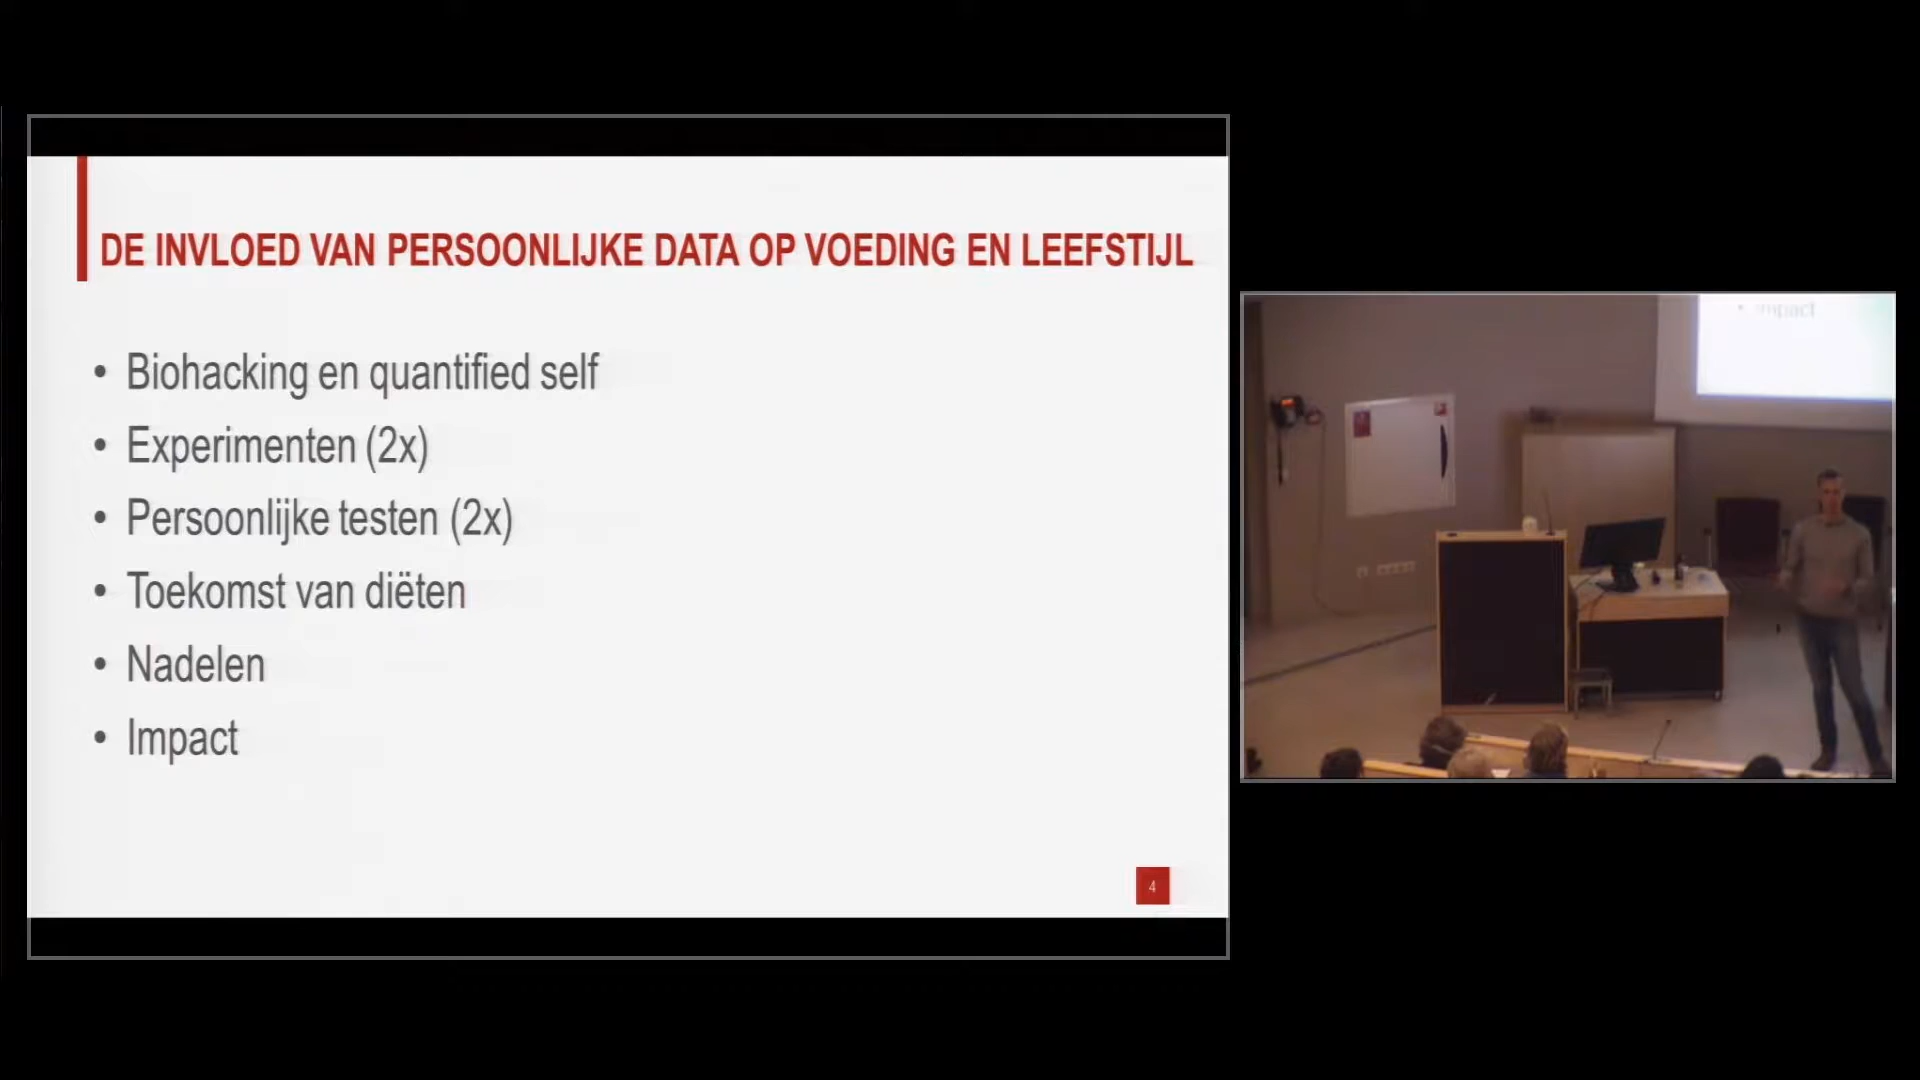 DE INVLOED VAN PERSOONLIJKE DATA OP VOEDING EN LEEFSTIJL
• Biohacking en quantified self
• Experimenten (2x)
• Persoonlijke testen (2x)
• Toekomst van diëten
• Nadelen
• Impact
4
• Impact